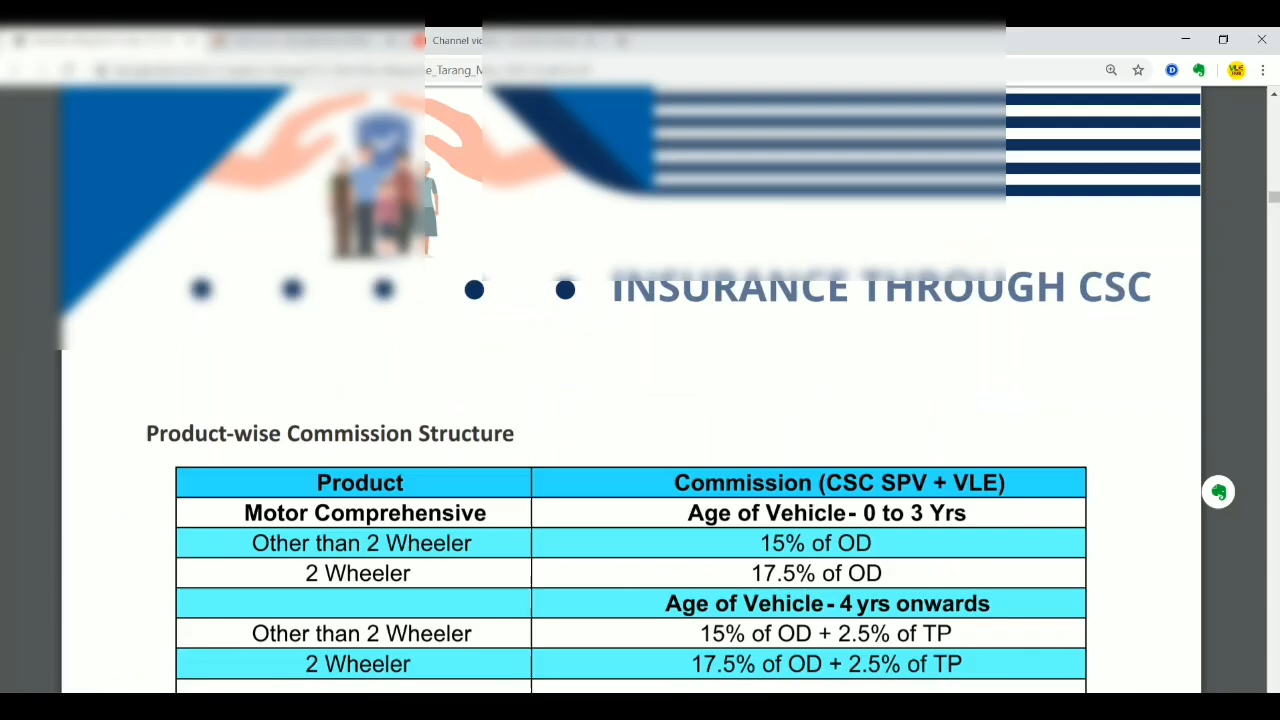 Channel vid
e_Tarang_M
INSURANCE THROUGH CSC
Product-wise Commission Structure
Product Commission (CSC SPV + VLE)
Motor Comprehensive Age of Vehicle- 0 to 3 Yrs
Other than 2 Wheeler 15% of OD
2 Wheeler 17.5% of OD
Age of Vehicle - 4 yrs onwards
Other than 2 Wheeler 15% of OD + 2.5% of TP
2 Wheeler 17.5% of OD + 2.5% of TP